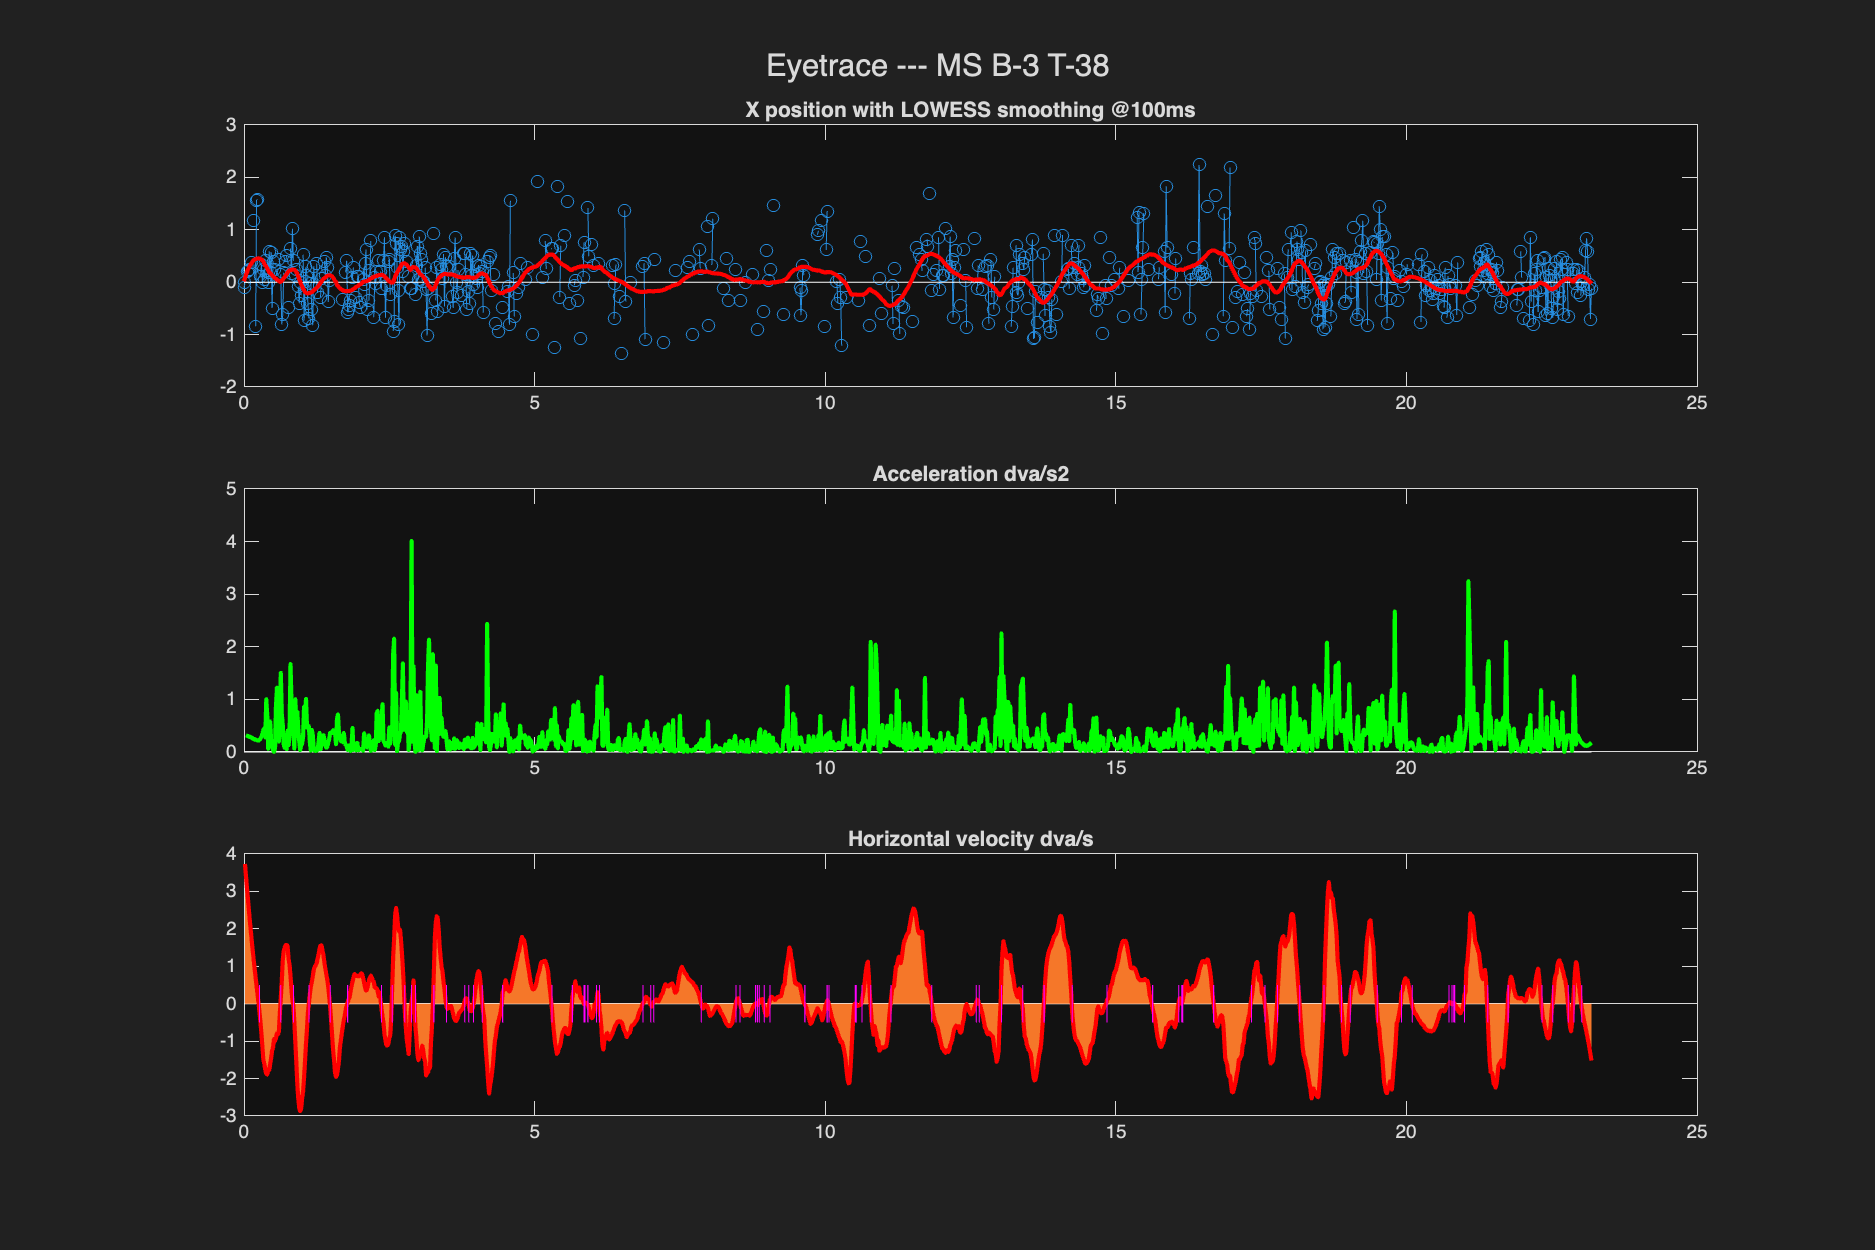 Eyetrace --- MS B-3 T-38
X position with LOWESS smoothing @100ms
3
2
1
0
-1
-2
0 5 10 15 20 25
Acceleration dva/s2
5
4
3
2
1
0
0 5 10 15 20 25
Horizontal velocity dva/s
4
3
2
1
0
-1
-2
-3
0 5 10 15 20 25